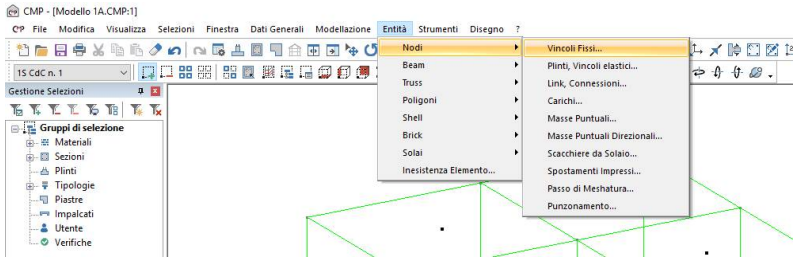 CMP - [Modello 1A.CMP:1]
File Modifica Visualizza Selezioni Finestra Dati Generali Modellazione Entità Strumenti Disegno ?
1S CdC n. 1
Gestione Selezioni
Gruppi di selezione
Materiali
Sezioni
Plinti
Tipologie
Piastre
Impalcati
Utente
Verifiche
Nodi
Beam
Truss
Poligoni
Shell
Brick
Solai
Inesistenza Elemento...
Vincoli Fissi...
Plinti, Vincoli elastici...
Link, Connessioni...
Carichi...
Masse Puntuali...
Masse Puntuali Direzionali...
Scacchiere da Solaio...
Spostamenti Impressi...
Passo di Meshatura...
Punzonamento...